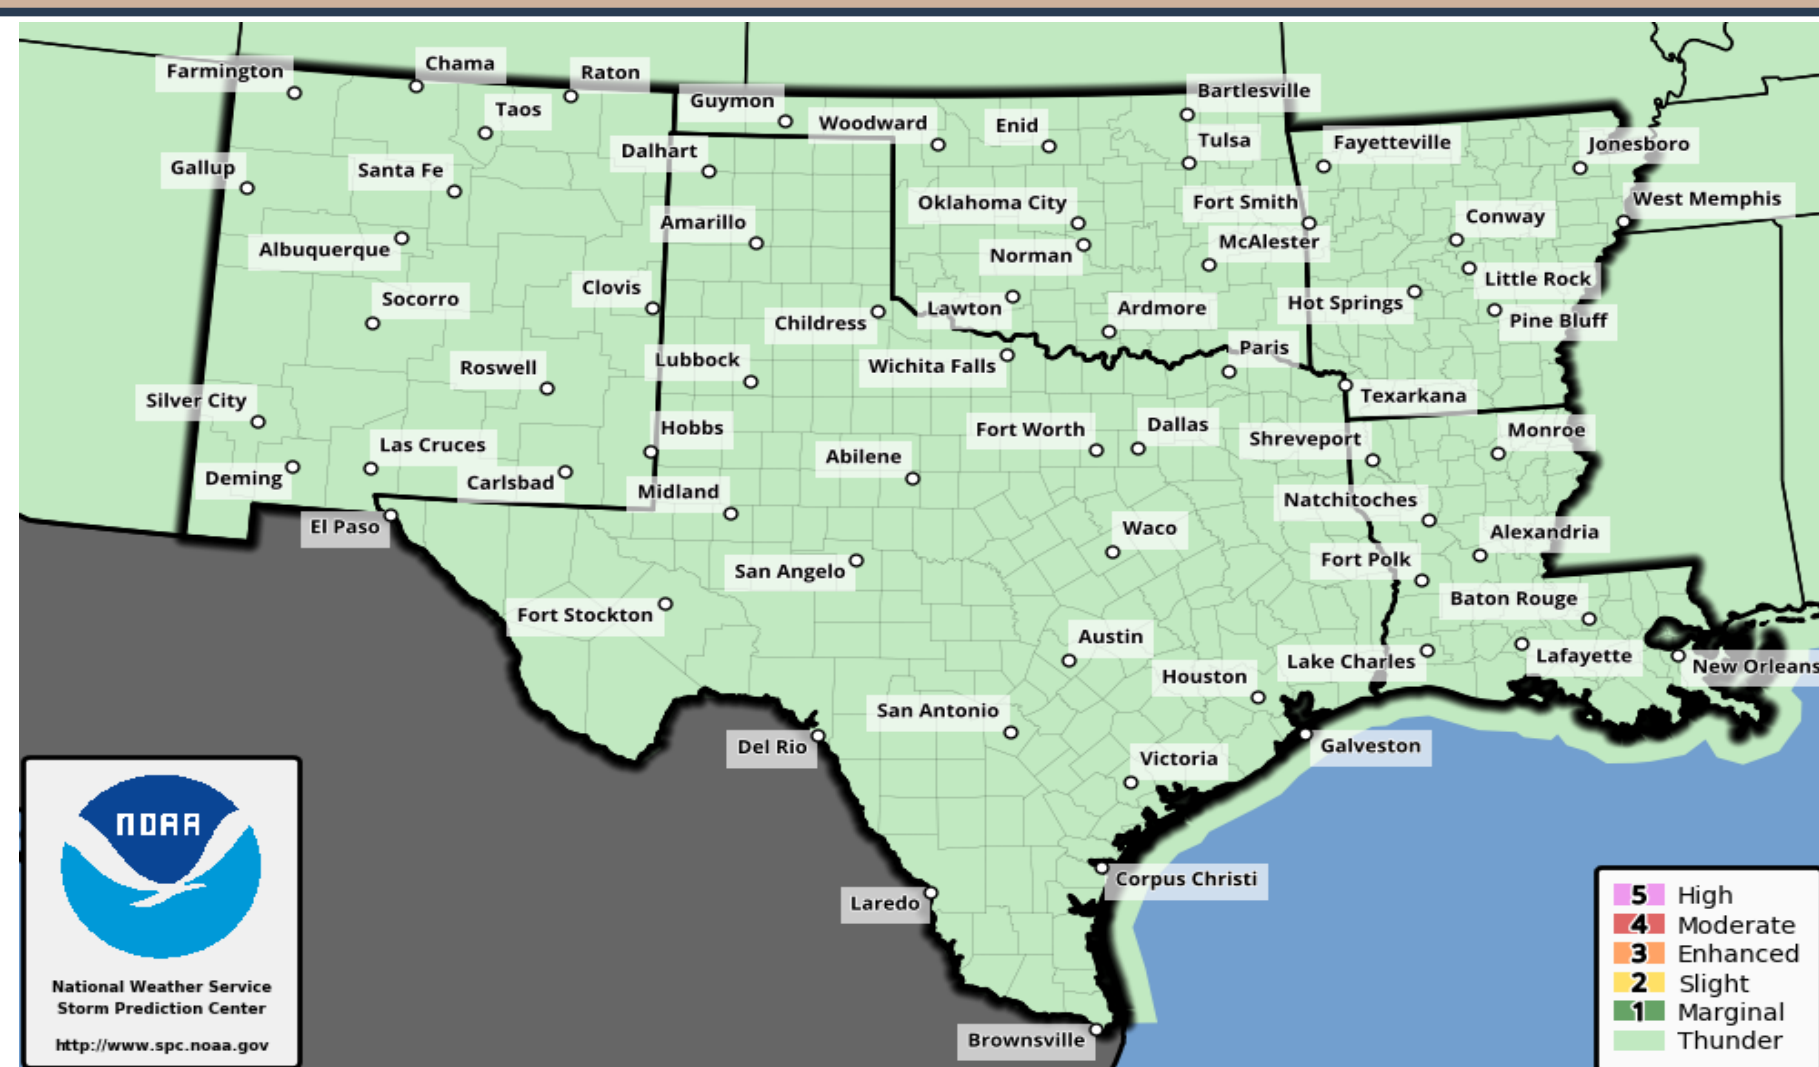 Farmington
Chama
Raton
Taos
Guymon
Woodward
Enid
Bartlesville
Tulsa
Fayetteville
Jonesboro
Gallup
Santa Fe
Dalhart
Oklahoma City
Fort Smith
West Memphis
Conway
Albuquerque
Amarillo
Norman
McAlester
Little Rock
Socorro
Clovis
Childress
Lawton
Ardmore
Hot Springs
Pine Bluff
Roswell
Lubbock
Wichita Falls
Paris
Texarkana
Silver City
Hobbs
Fort Worth
Dallas
Shreveport
Monroe
Las Cruces
Abilene
Deming
Carlsbad
Midland
Natchitoches
El Paso
Waco
Alexandria
San Angelo
Fort Polk
Fort Stockton
Baton Rouge
Austin
Lake Charles
Lafayette
New Orleans
Houston
San Antonio
Del Rio
Galveston
Victoria
Corpus Christi
Laredo
Brownsville
NOAA
National Weather Service
Storm Prediction Center
http://www.spc.noaa.gov
5 High
4 Moderate
3 Enhanced
2 Slight
1 Marginal
Thunder